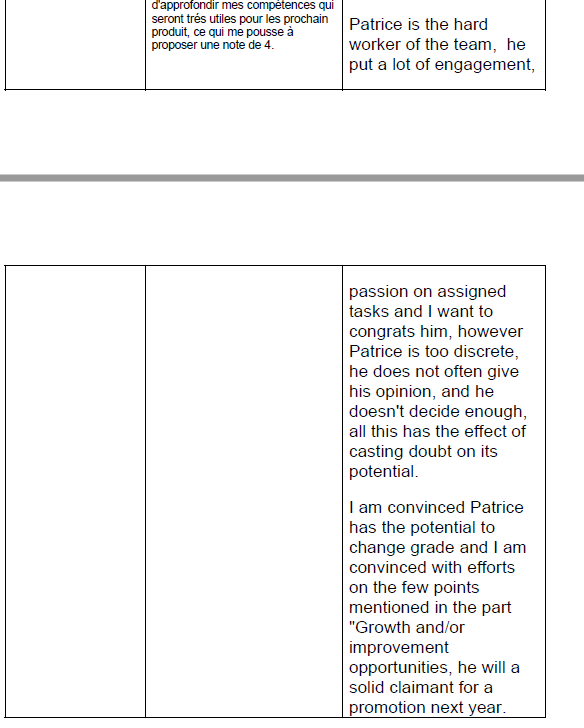 d'approfondir mes compétences qui
seront trés utiles pour les prochain
produit, ce qui me pousse à
proposer une note de 4.
Patrice is the hard
worker of the team,  he
put a lot of engagement,
passion on assigned
tasks and I want to
congrats him, however
Patrice is too discrete,
he does not often give
his opinion, and he
doesn't decide enough,
all this has the effect of
casting doubt on its
potential.
I am convinced Patrice
has the potential to
change grade and I am
convinced with efforts
on the few points
mentioned in the part
"Growth and/or
improvement
opportunities, he will a
solid claimant for a
promotion next year.